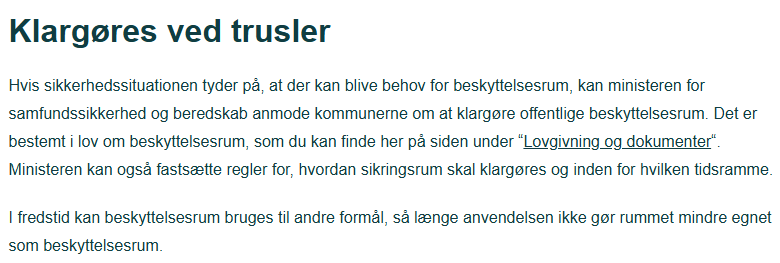 Klargøres ved trusler
Hvis sikkerhedssituationen tyder på, at der kan blive behov for beskyttelsesrum, kan ministeren for
samfundssikkerhed og beredskab anmode kommunerne om at klargøre offentlige beskyttelsesrum. Det er
bestemt i lov om beskyttelsesrum, som du kan finde her på siden under “Lovgivning og dokumenter“.
Ministeren kan også fastsætte regler for, hvordan sikringsrum skal klargøres og inden for hvilken tidsramme.
I fredstid kan beskyttelsesrum bruges til andre formål, så længe anvendelsen ikke gør rummet mindre egnet
som beskyttelsesrum.